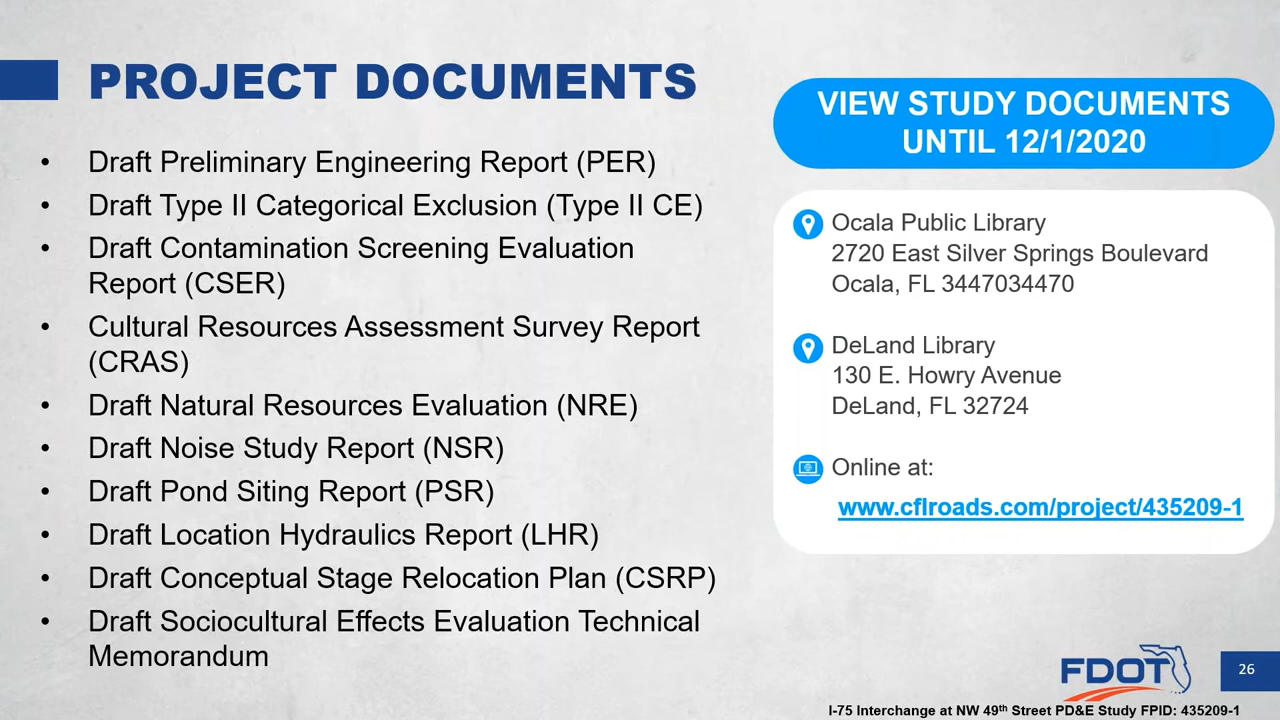 PROJECT DOCUMENTS
• Draft Preliminary Engineering Report (PER)
• Draft Type II Categorical Exclusion (Type II CE)
• Draft Contamination Screening Evaluation
Report (CSER)
• Cultural Resources Assessment Survey Report
(CRAS)
• Draft Natural Resources Evaluation (NRE)
• Draft Noise Study Report (NSR)
• Draft Pond Siting Report (PSR)
• Draft Location Hydraulics Report (LHR)
• Draft Conceptual Stage Relocation Plan (CSRP)
• Draft Sociocultural Effects Evaluation Technical
Memorandum
VIEW STUDY DOCUMENTS
UNTIL 12/1/2020
Ocala Public Library
2720 East Silver Springs Boulevard
Ocala, FL 3447034470
DeLand Library
130 E. Howry Avenue
DeLand, FL 32724
Online at:
www.cflroads.com/project/435209-1
FDOT
26
I-75 Interchange at NW 49th Street PD&E Study FPID: 435209-1